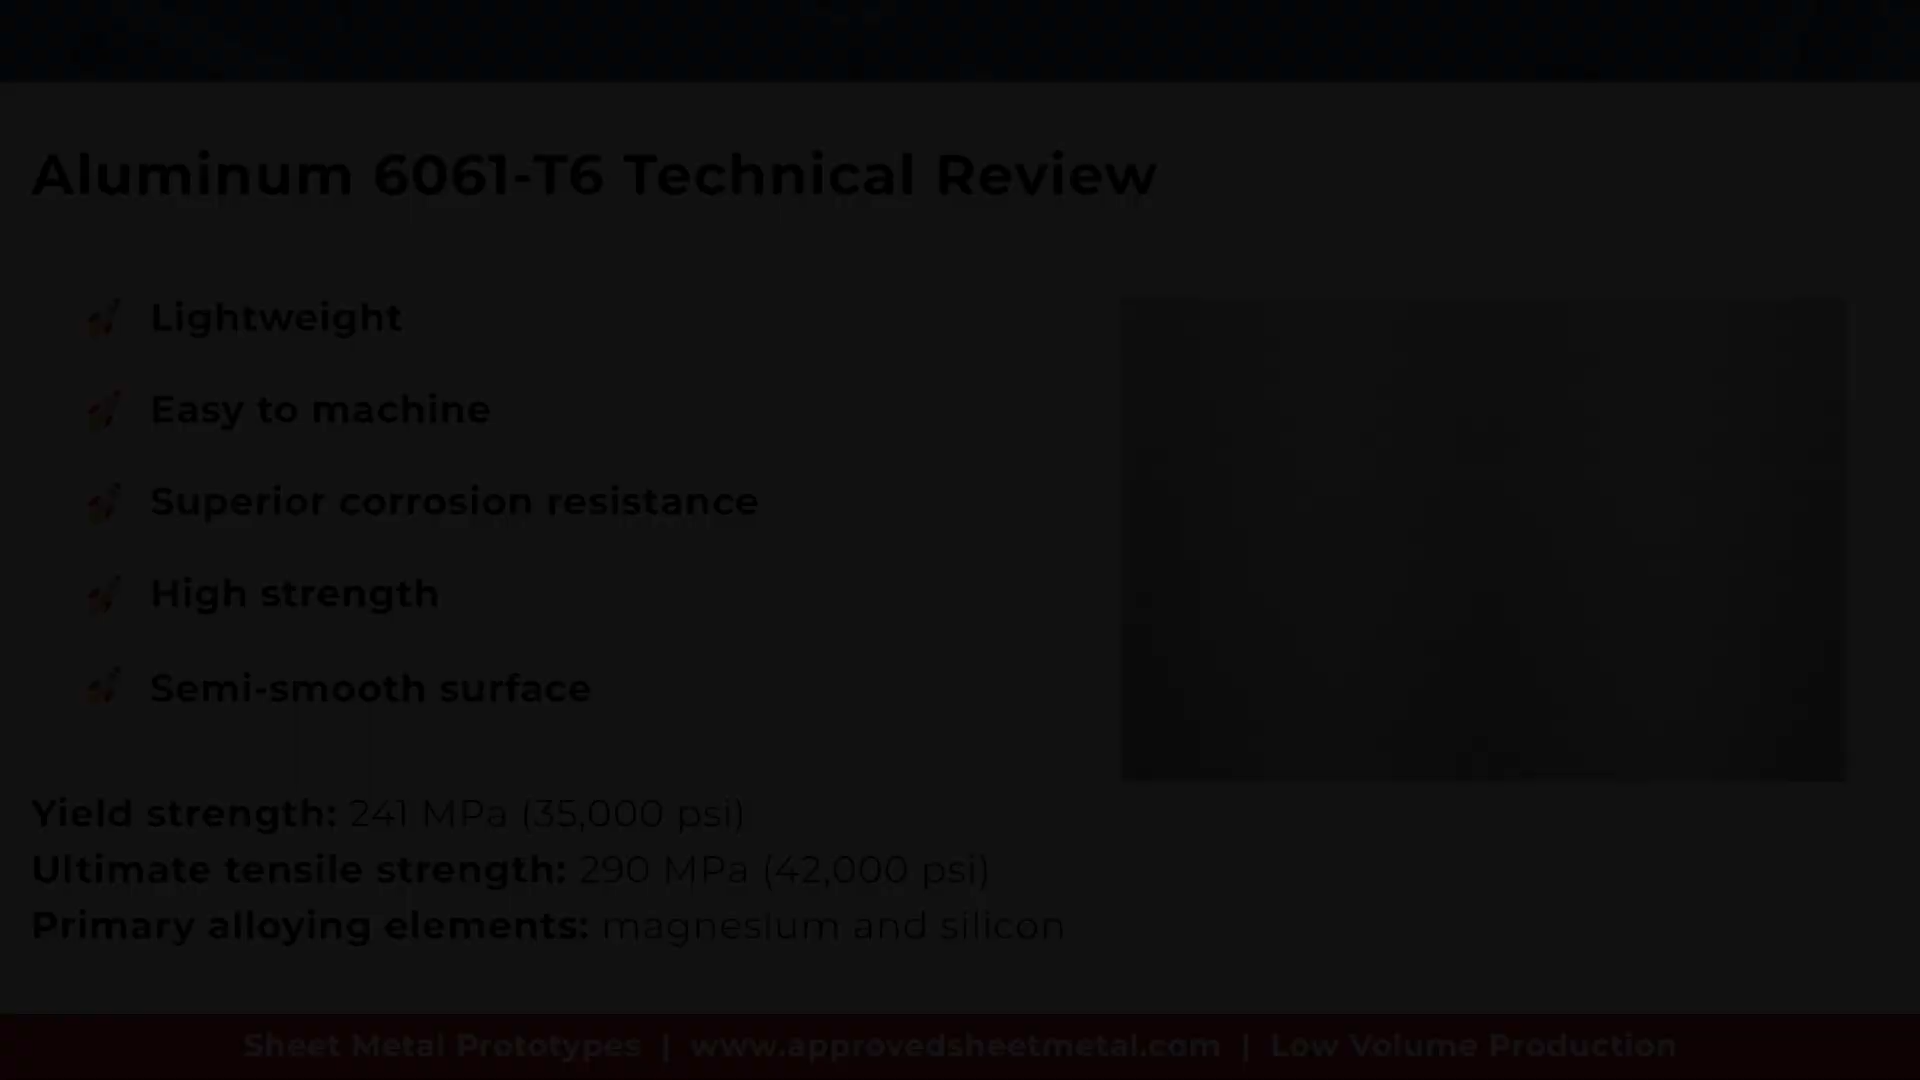 Aluminum 6061-T6 Technical Review
Lightweight
Easy to machine
Superior corrosion resistance
High strength
Semi-smooth surface
Yield strength: 241 MPa (35,000 psi)
Ultimate tensile strength: 290 MPa (42,000 psi)
Primary alloying elements: magnesium and silicon
Sheet Metal Prototypes | www.approvedsheetmetal.com | Low Volume Production